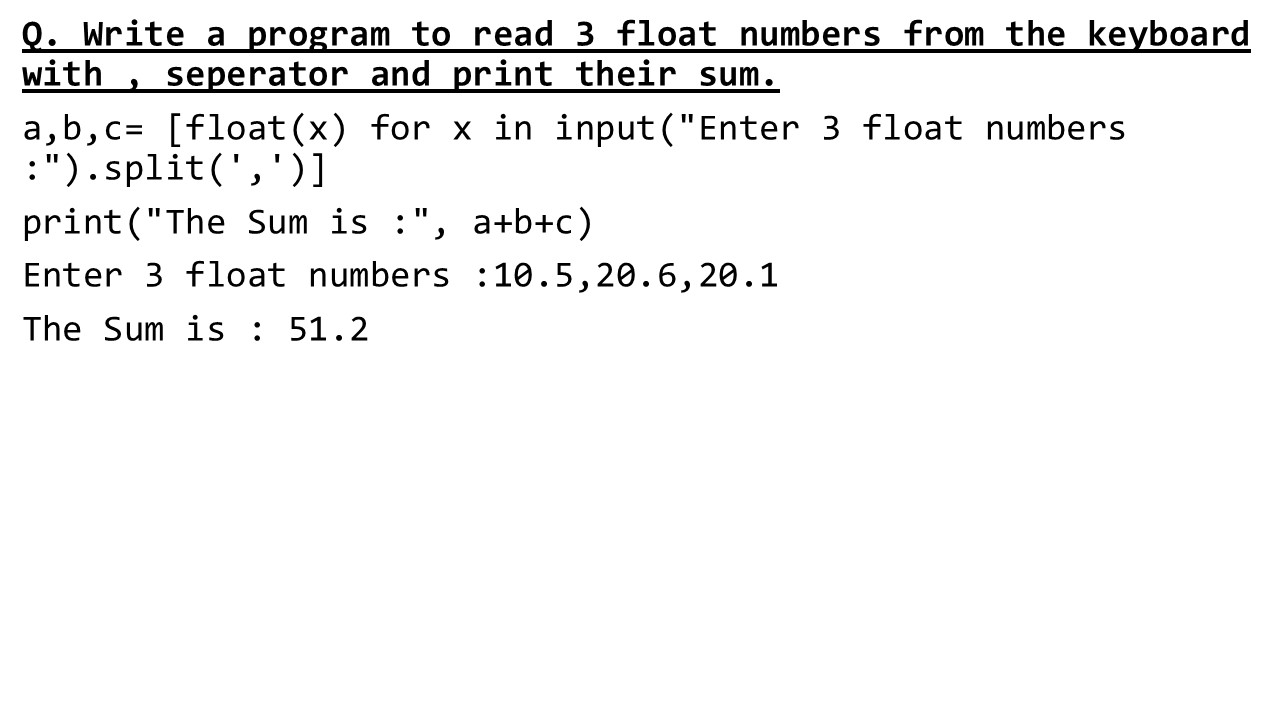 Q. Write a program to read 3 float numbers from the keyboard
with , seperator and print their sum.
a,b,c= [float(x) for x in input("Enter 3 float numbers
:").split(',')]
print("The Sum is :", a+b+c)
Enter 3 float numbers :10.5,20.6,20.1
The Sum is : 51.2